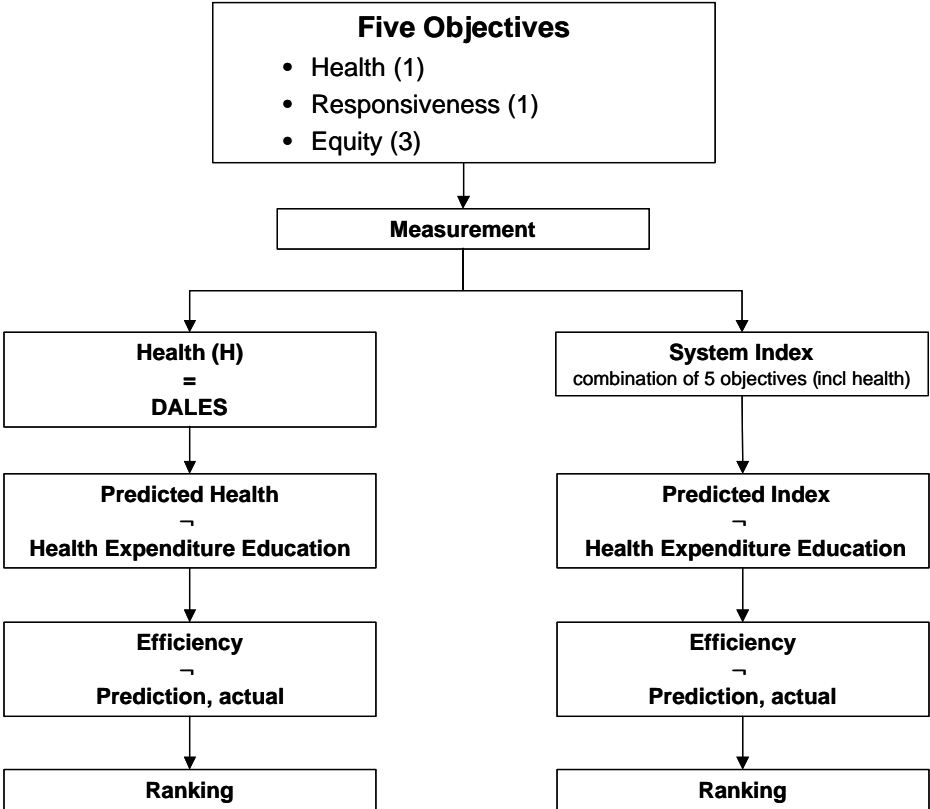 Five Objectives
• Health (1)
• Responsiveness (1)
• Equity (3)
Measurement
Health (H)
=
DALES
System Index
combination of 5 objectives (incl health)
Predicted Health
¬
Health Expenditure Education
Predicted Index
¬
Health Expenditure Education
Efficiency
¬
Prediction, actual
Efficiency
¬
Prediction, actual
Ranking
Ranking